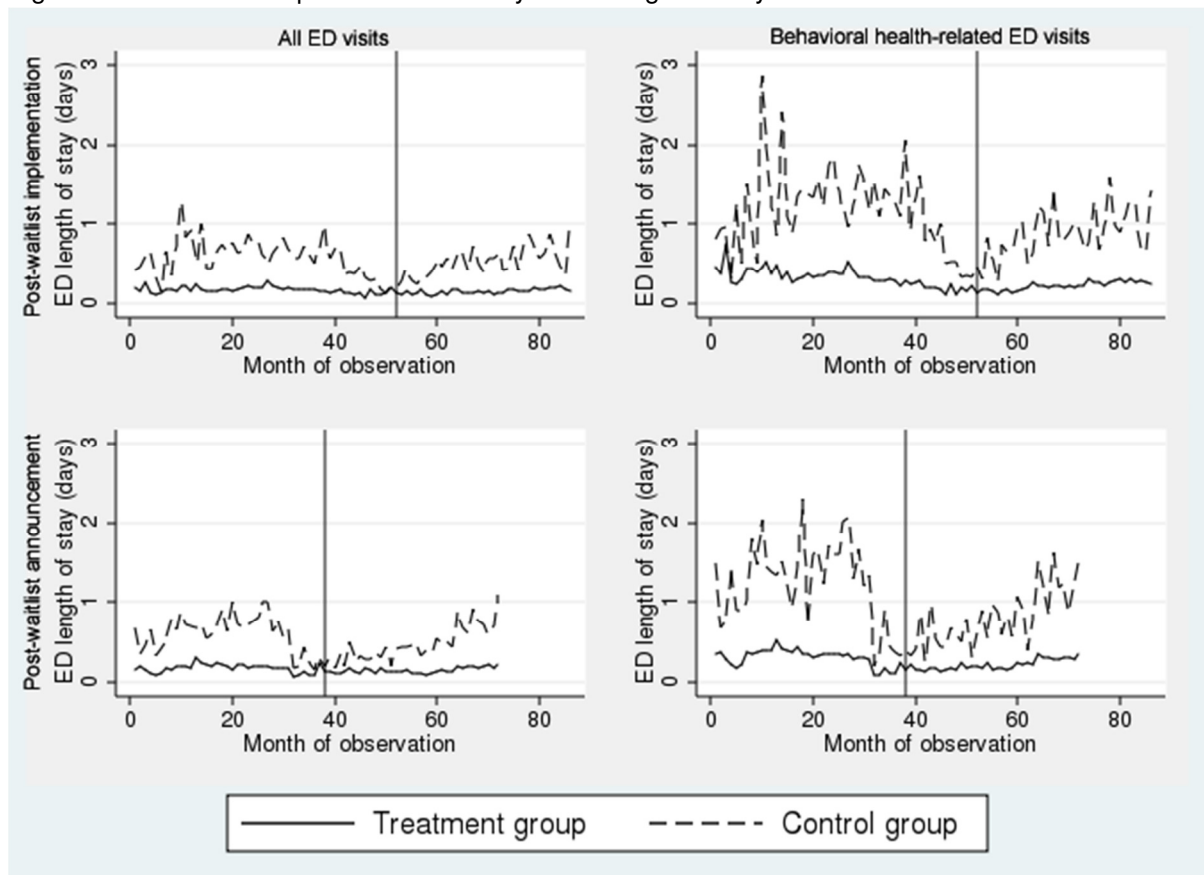 All ED visits
Behavioral health-related ED visits
Post-waitlist implementation
ED length of stay (days)
3
2
1
0
0 20 40 60 80
Month of observation
ED length of stay (days)
3
2
1
0
0 20 40 60 80
Month of observation
Post-waitlist announcement
ED length of stay (days)
3
2
1
0
0 20 40 60 80
Month of observation
ED length of stay (days)
3
2
1
0
0 20 40 60 80
Month of observation
Treatment group
Control group